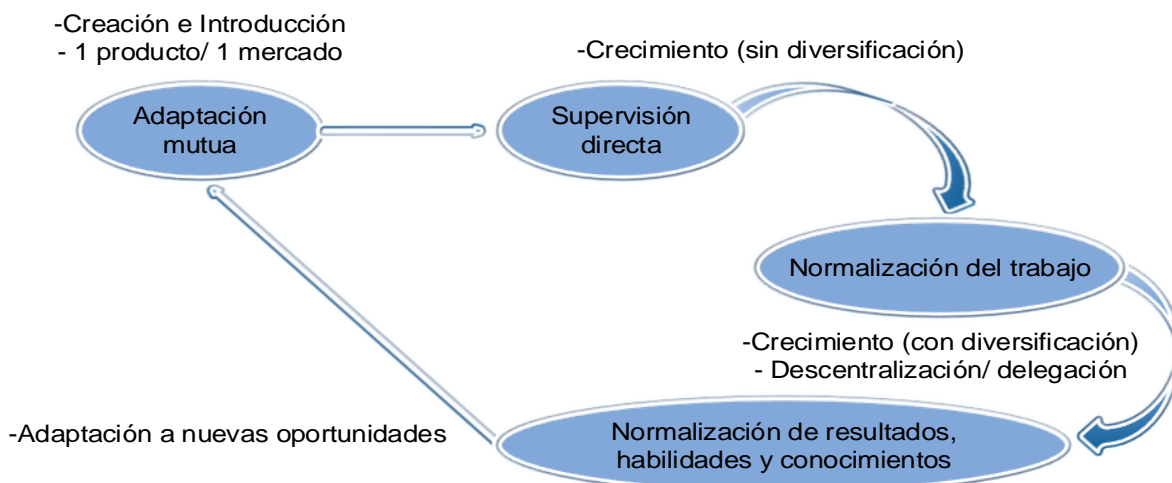 -Creación e Introducción
- 1 producto/ 1 mercado
-Crecimiento (sin diversificación)
Adaptación
mutua
Supervisión
directa
Normalización del trabajo
-Crecimiento (con diversificación)
- Descentralización/ delegación
-Adaptación a nuevas oportunidades
Normalización de resultados,
habilidades y conocimientos